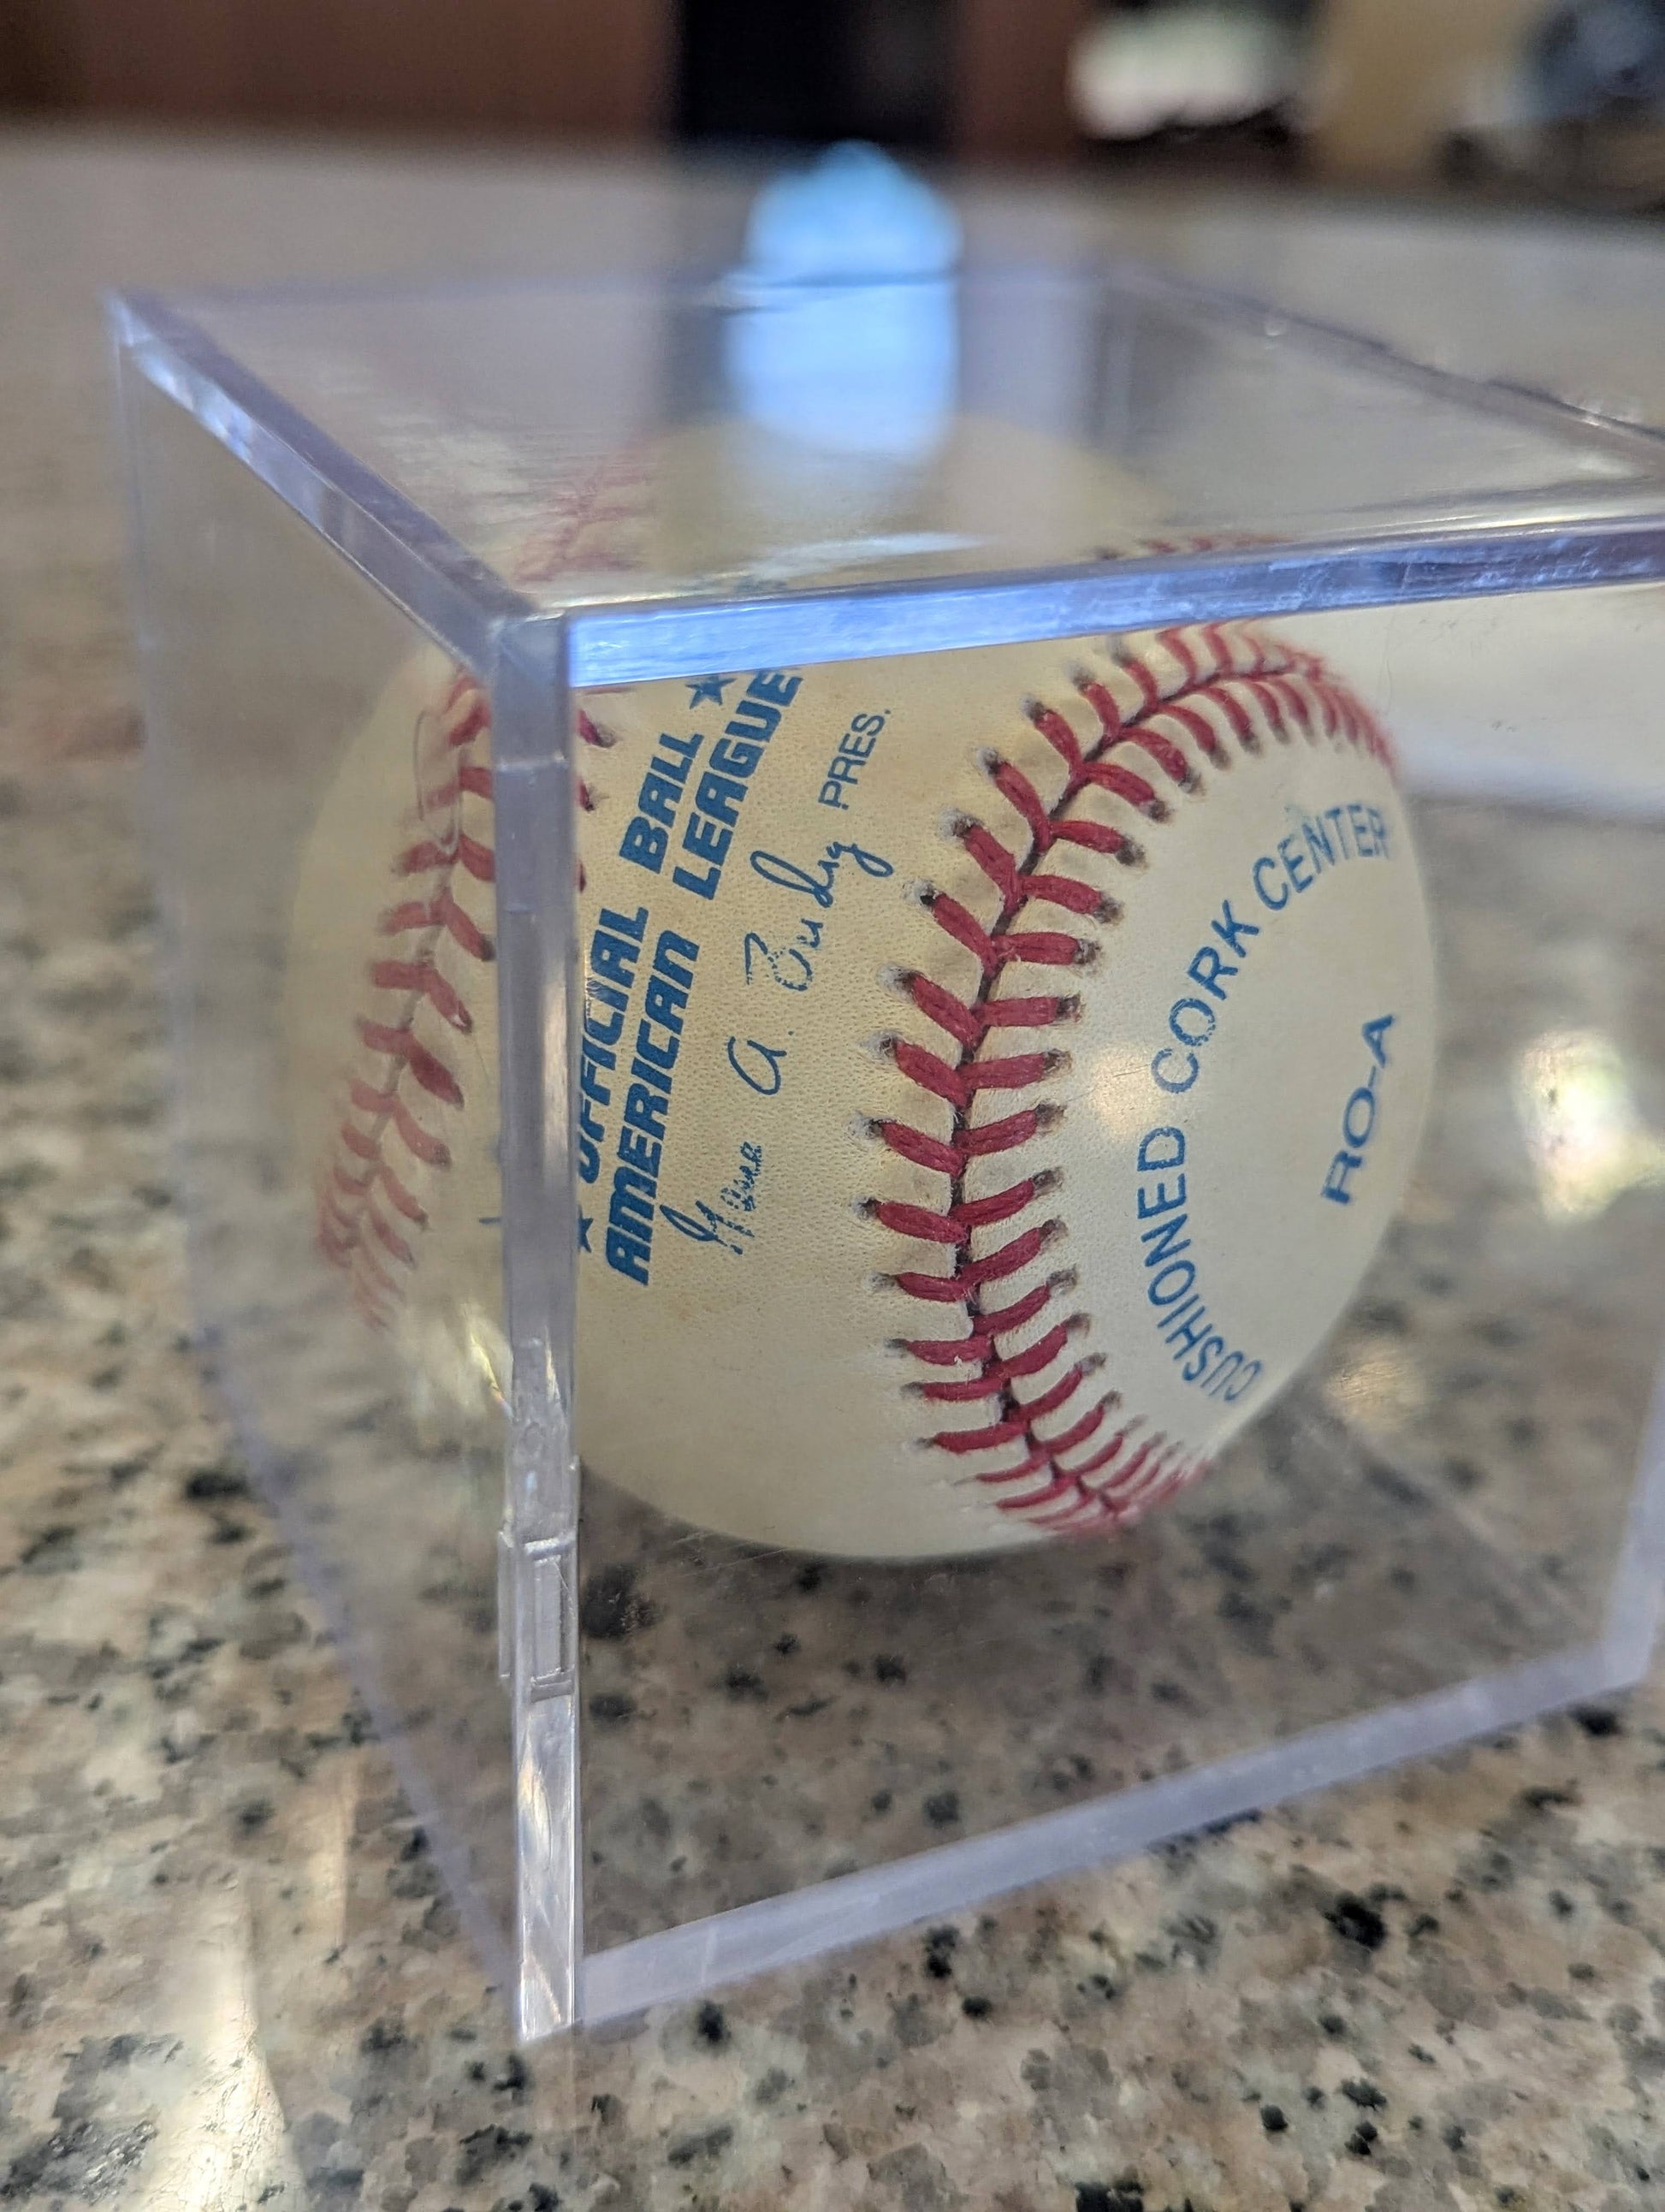 ★ OFFICIAL BALL ★
AMERICAN LEAGUE
Gene A. Budig PRES.
CUSHIONED CORK CENTER
RO-A